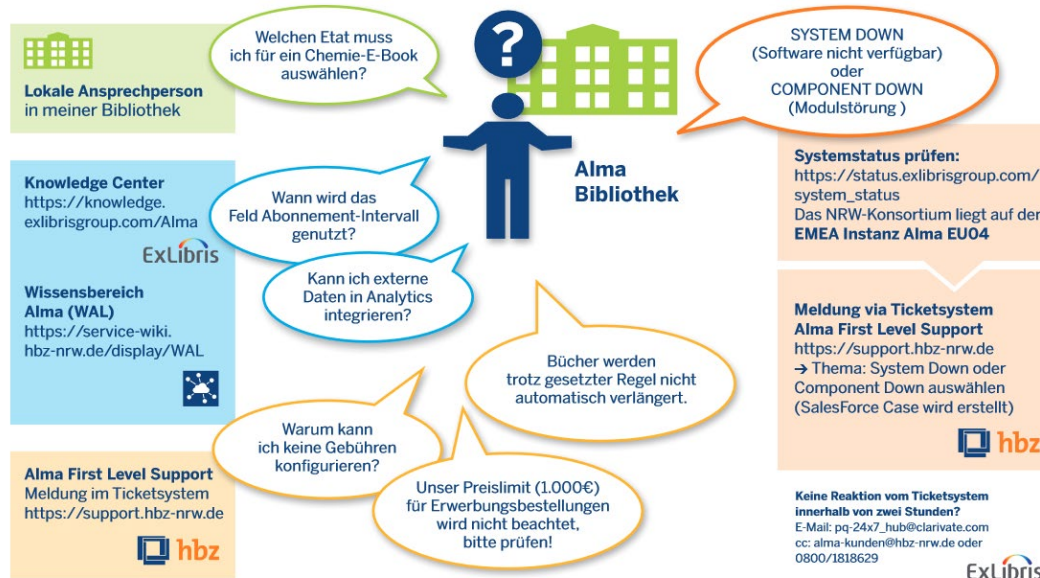 Welchen Etat muss
ich für ein Chemie-E-Book
auswählen?
?
SYSTEM DOWN
(Software nicht verfügbar)
oder
COMPONENT DOWN
(Modulstörung )
Lokale Ansprechperson
in meiner Bibliothek
Alma
Bibliothek
Knowledge Center
https://knowledge.
exlibrisgroup.com/Alma
ExLibris
Wissensbereich
Alma (WAL)
https://service-wiki.
hbz-nrw.de/display/WAL
Wann wird das
Feld Abonnement-Intervall
genutzt?
Kann ich externe
Daten in Analytics
integrieren?
Bücher werden
trotz gesetzter Regel nicht
automatisch verlängert.
Warum kann
ich keine Gebühren
konfigurieren?
Unser Preislimit (1.000€)
für Erwerbungsbestellungen
wird nicht beachtet,
bitte prüfen!
Alma First Level Support
Meldung im Ticketsystem
https://support.hbz-nrw.de
hbz
Systemstatus prüfen:
https://status.exlibrisgroup.com/
system_status
Das NRW-Konsortium liegt auf der
EMEA Instanz Alma EU04
Meldung via Ticketsystem
Alma First Level Support
https://support.hbz-nrw.de
→ Thema: System Down oder
Component Down auswählen
(SalesForce Case wird erstellt)
hbz
Keine Reaktion vom Ticketsystem
innerhalb von zwei Stunden?
E-Mail: pq-24x7_hub@clarivate.com
cc: alma-kunden@hbz-nrw.de oder
0800/1818629
ExLibris